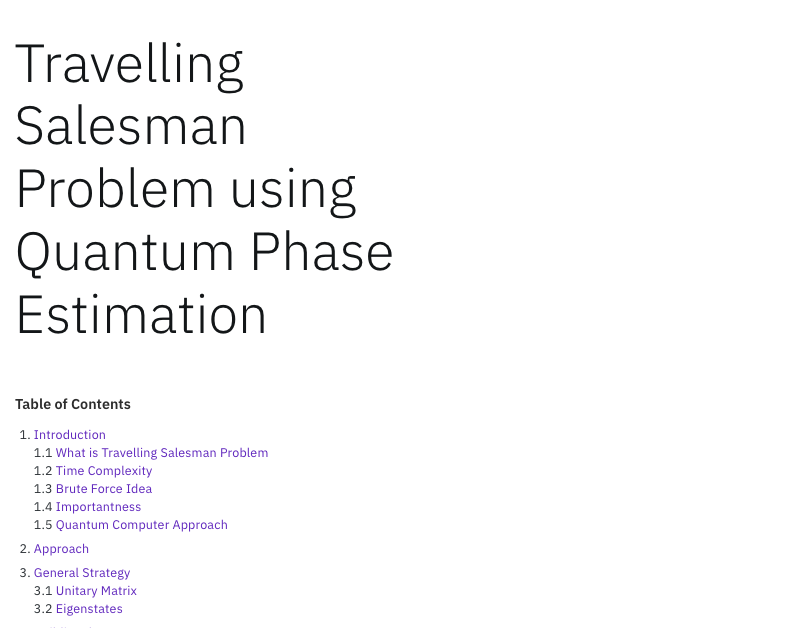 Travelling
Salesman
Problem using
Quantum Phase
Estimation
Table of Contents
1. Introduction
1.1 What is Travelling Salesman Problem
1.2 Time Complexity
1.3 Brute Force Idea
1.4 Importantness
1.5 Quantum Computer Approach
2. Approach
3. General Strategy
3.1 Unitary Matrix
3.2 Eigenstates